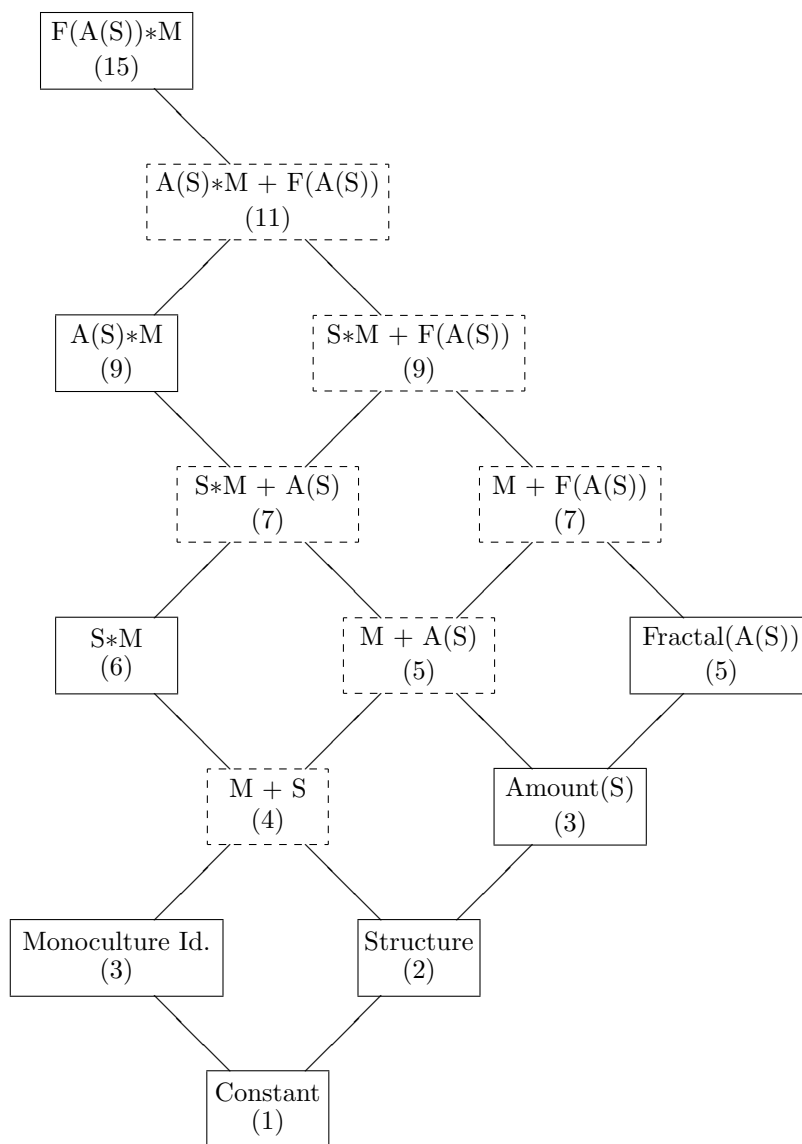 F(A(S))∗M
(15)
A(S)∗M + F(A(S))
(11)
A(S)∗M
(9)
S∗M + F(A(S))
(9)
S∗M + A(S)
(7)
M + F(A(S))
(7)
S∗M
(6)
M + A(S)
(5)
Fractal(A(S))
(5)
M + S
(4)
Amount(S)
(3)
Monoculture Id.
(3)
Structure
(2)
Constant
(1)